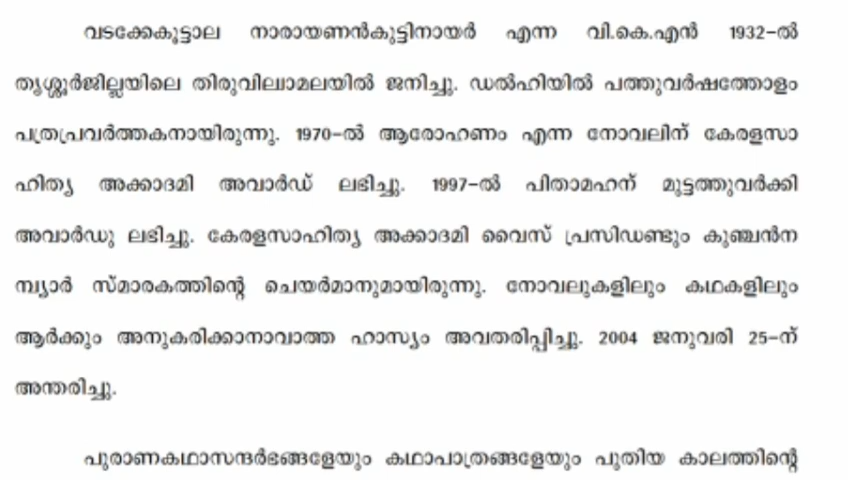 വടക്കേകൂട്ടാല നാരായണൻകുട്ടിനായർ എന്ന വി.കെ.എൻ 1932-ൽ
തൃശ്ശൂർജില്ലയിലെ തിരുവില്വാമലയിൽ ജനിച്ചു. ഡൽഹിയിൽ പത്തുവർഷത്തോളം
പത്രപ്രവർത്തകനായിരുന്നു. 1970-ൽ ആരോഹണം എന്ന നോവലിന് കേരളസാ
ഹിത്യ അക്കാദമി അവാർഡ് ലഭിച്ചു. 1997-ൽ പിതാമഹന് മുട്ടത്തുവർക്കി
അവാർഡു ലഭിച്ചു. കേരളസാഹിത്യ അക്കാദമി വൈസ് പ്രസിഡണ്ടും കുഞ്ചൻന
മ്പ്യാർ സ്മാരകത്തിന്റെ ചെയർമാനുമായിരുന്നു. നോവലുകളിലും കഥകളിലും
ആർക്കും അനുകരിക്കാനാവാത്ത ഹാസ്യം അവതരിപ്പിച്ചു. 2004 ജനുവരി 25-ന്
അന്തരിച്ചു.
പുരാണകഥാസന്ദർഭങ്ങളേയും കഥാപാത്രങ്ങളേയും പുതിയ കാലത്തിന്റെ